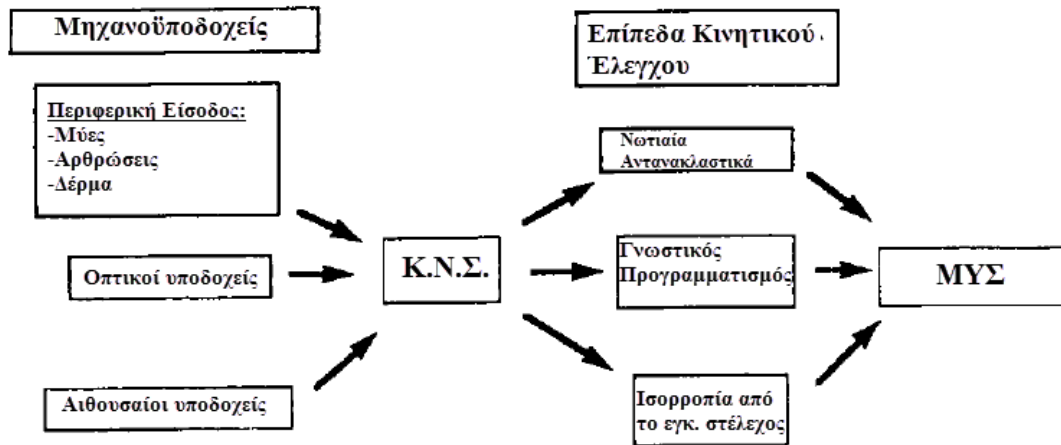 Μηχανοϋποδοχείς
Επίπεδα Κινητικού
Έλεγχου
Περιφερική Είσοδος:
-Μύες
-Αρθρώσεις
-Δέρμα
Νωτιαία
Αντανακλαστικά
Οπτικοί υποδοχείς
Κ.Ν.Σ.
Γνωστικός
Προγραμματισμός
ΜΥΣ
Αιθουσαίοι υποδοχείς
Ισορροπία από
το εγκ. στέλεχος